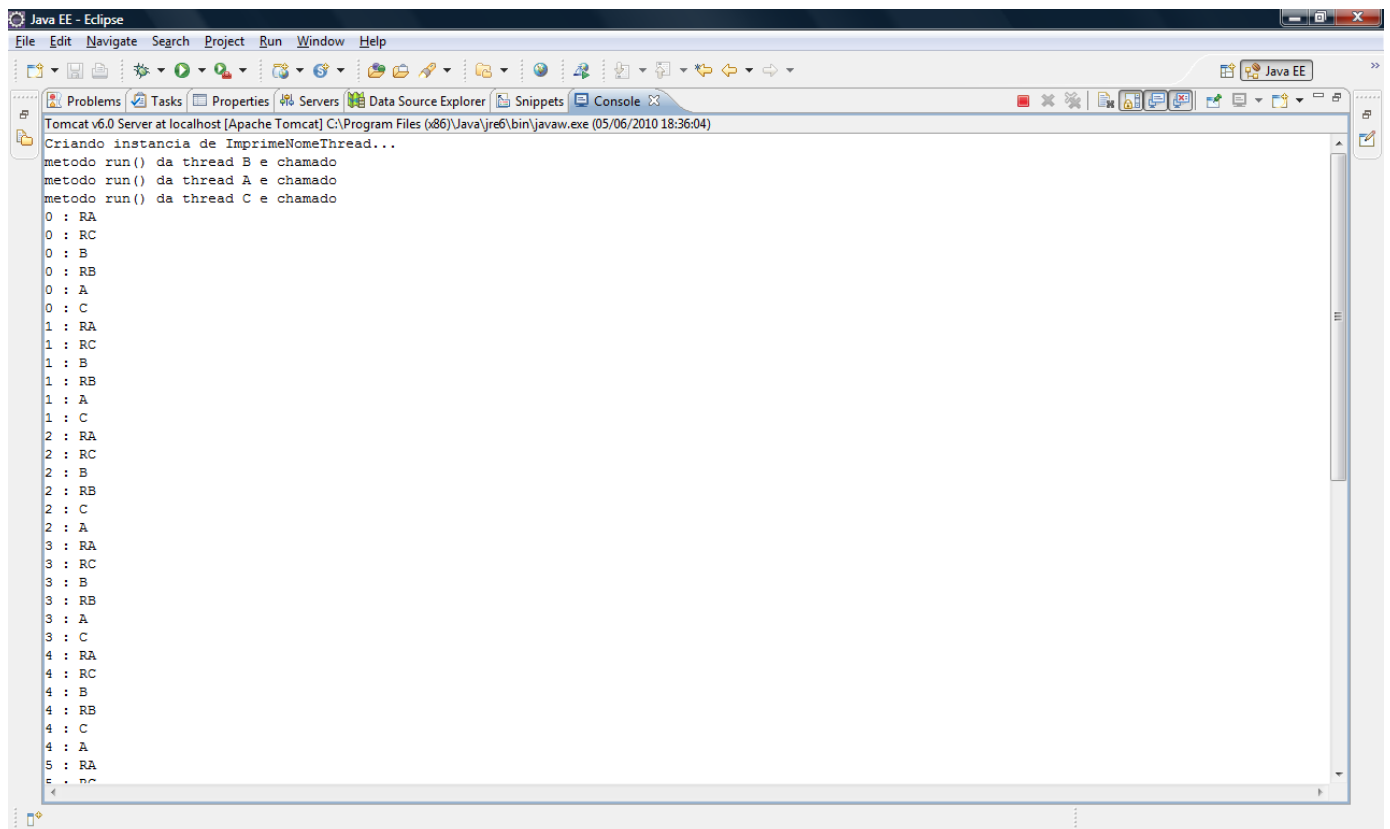 Java EE - Eclipse
File Edit Navigate Search Project Run Window Help
Java EE
Problems Tasks Properties Servers Data Source Explorer Snippets Console
Tomcat v6.0 Server at localhost [Apache Tomcat] C:\Program Files (x86)\Java\jre6\bin\javaw.exe (05/06/2010 18:36:04)
Criando instancia de ImprimeNomeThread...
metodo run() da thread B e chamado
metodo run() da thread A e chamado
metodo run() da thread C e chamado
0 : RA
0 : RC
0 : B
0 : RB
0 : A
0 : C
1 : RA
1 : RC
1 : B
1 : RB
1 : A
1 : C
2 : RA
2 : RC
2 : B
2 : RB
2 : C
2 : A
3 : RA
3 : RC
3 : B
3 : RB
3 : A
3 : C
4 : RA
4 : RC
4 : B
4 : RB
4 : C
4 : A
5 : RA
5 : RC